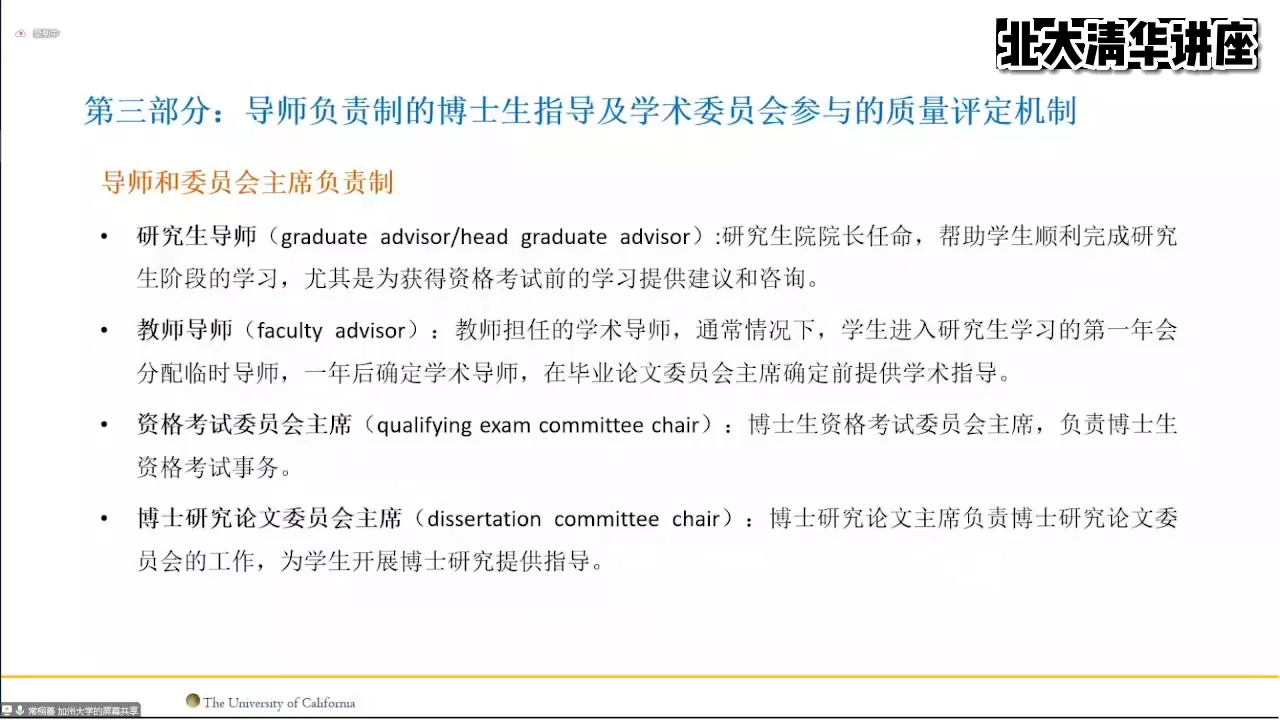 录制中
北大清华讲座
第三部分：导师负责制的博士生指导及学术委员会参与的质量评定机制
导师和委员会主席负责制
• 研究生导师（graduate advisor/head graduate advisor）:研究生院院长任命，帮助学生顺利完成研究
生阶段的学习，尤其是为获得资格考试前的学习提供建议和咨询。
• 教师导师（faculty advisor）：教师担任的学术导师，通常情况下，学生进入研究生学习的第一年会
分配临时导师，一年后确定学术导师，在毕业论文委员会主席确定前提供学术指导。
• 资格考试委员会主席（qualifying exam committee chair）：博士生资格考试委员会主席，负责博士生
资格考试事务。
• 博士研究论文委员会主席（dissertation committee chair）：博士研究论文主席负责博士研究论文委
员会的工作，为学生开展博士研究提供指导。
The University of California
常桐善 加州大学的屏幕共享